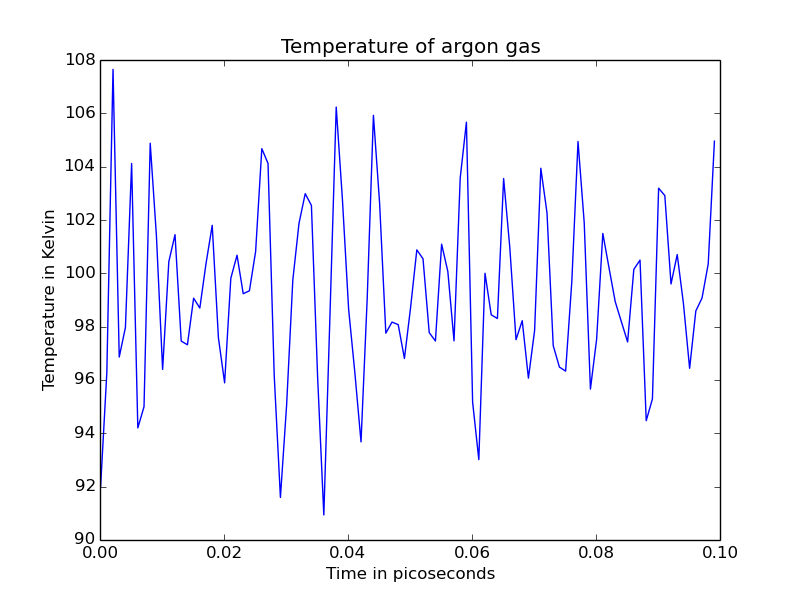 Temperature of argon gas
108
106
104
102
100
98
96
94
92
90
Temperature in Kelvin
0.00 0.02 0.04 0.06 0.08 0.10
Time in picoseconds